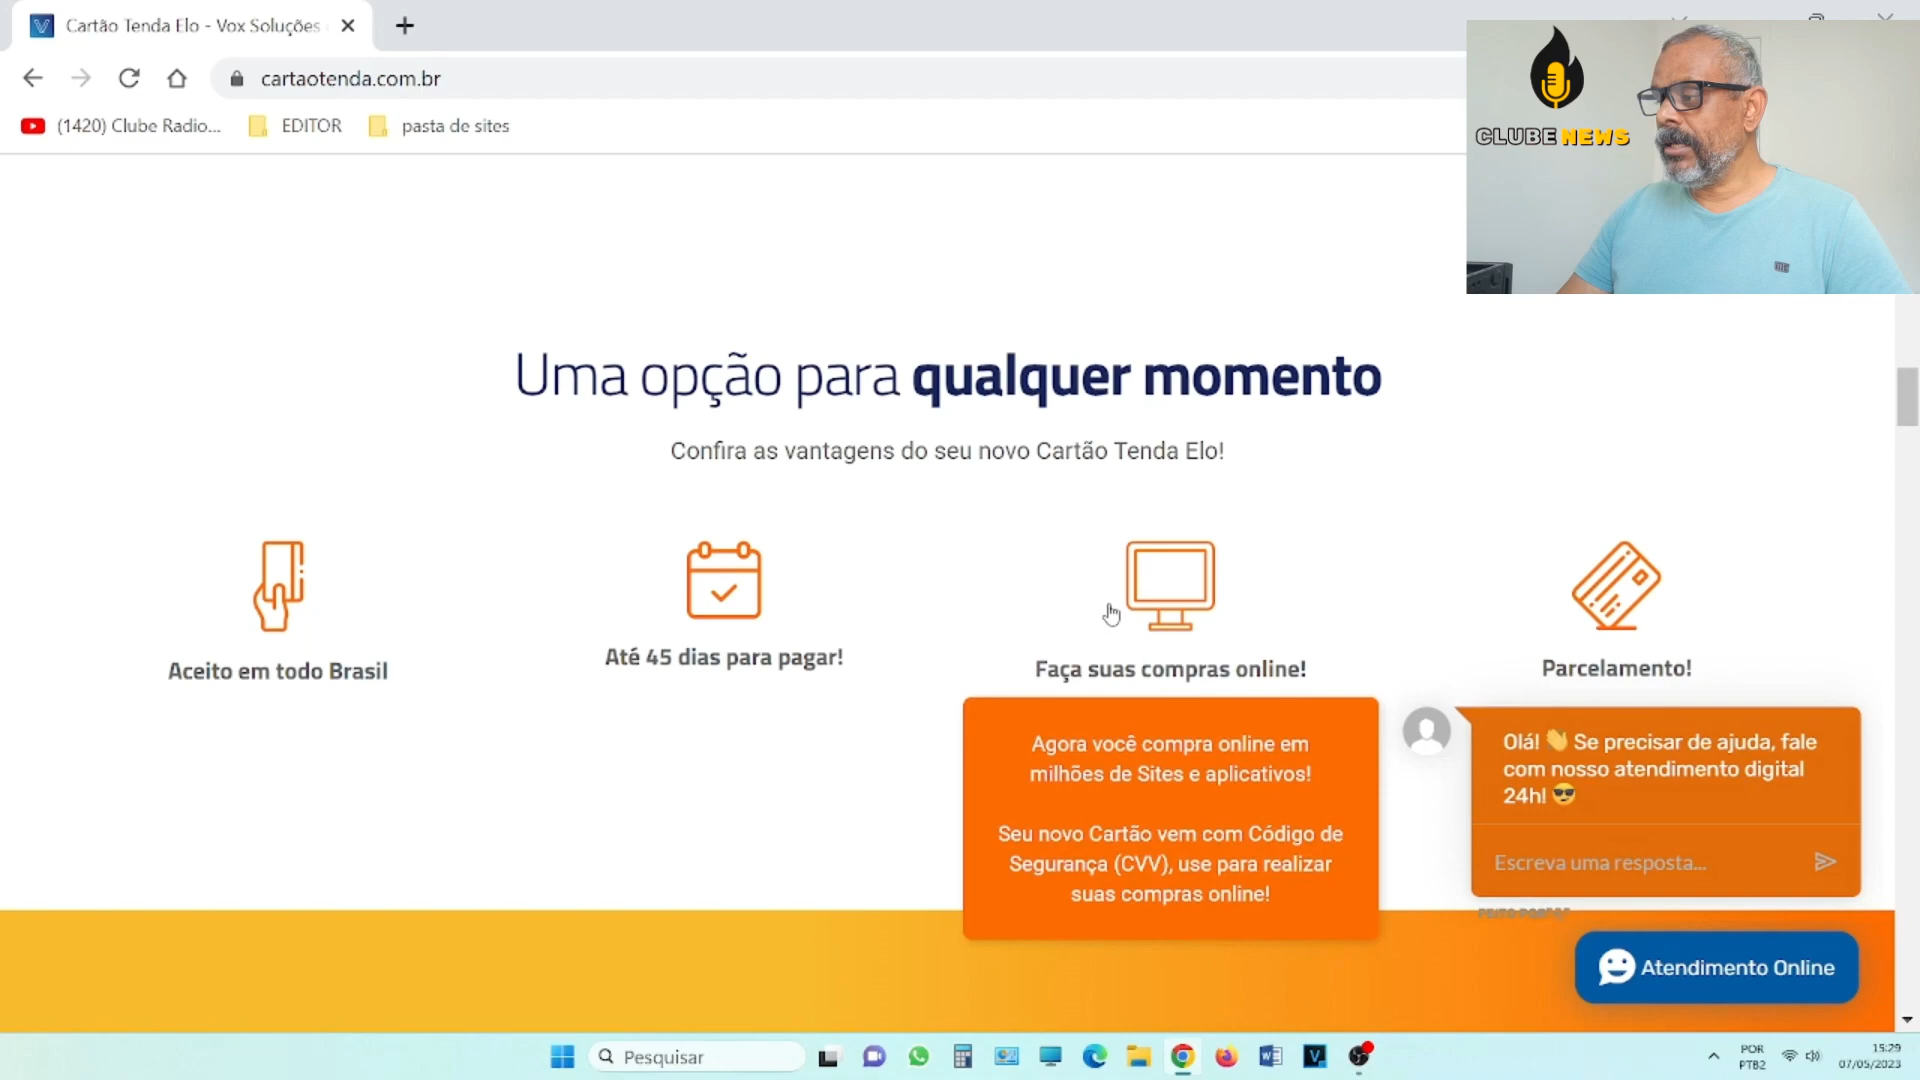 Cartão Tenda Elo - Vox Soluções
cartaotenda.com.br
(1420) Clube Radio...
EDITOR
pasta de sites
CLUBE NEWS
Uma opção para qualquer momento
Confira as vantagens do seu novo Cartão Tenda Elo!
Aceito em todo Brasil
Até 45 dias para pagar!
Faça suas compras online!
Parcelamento!
Agora você compra online em
milhões de Sites e aplicativos!
Seu novo Cartão vem com Código de
Segurança (CVV), use para realizar
suas compras online!
Olá! 👋 Se precisar de ajuda, fale
com nosso atendimento digital
24h! 😎
Escreva uma resposta...
Atendimento Online
Pesquisar
POR
PTB2
15:29
07/05/2023